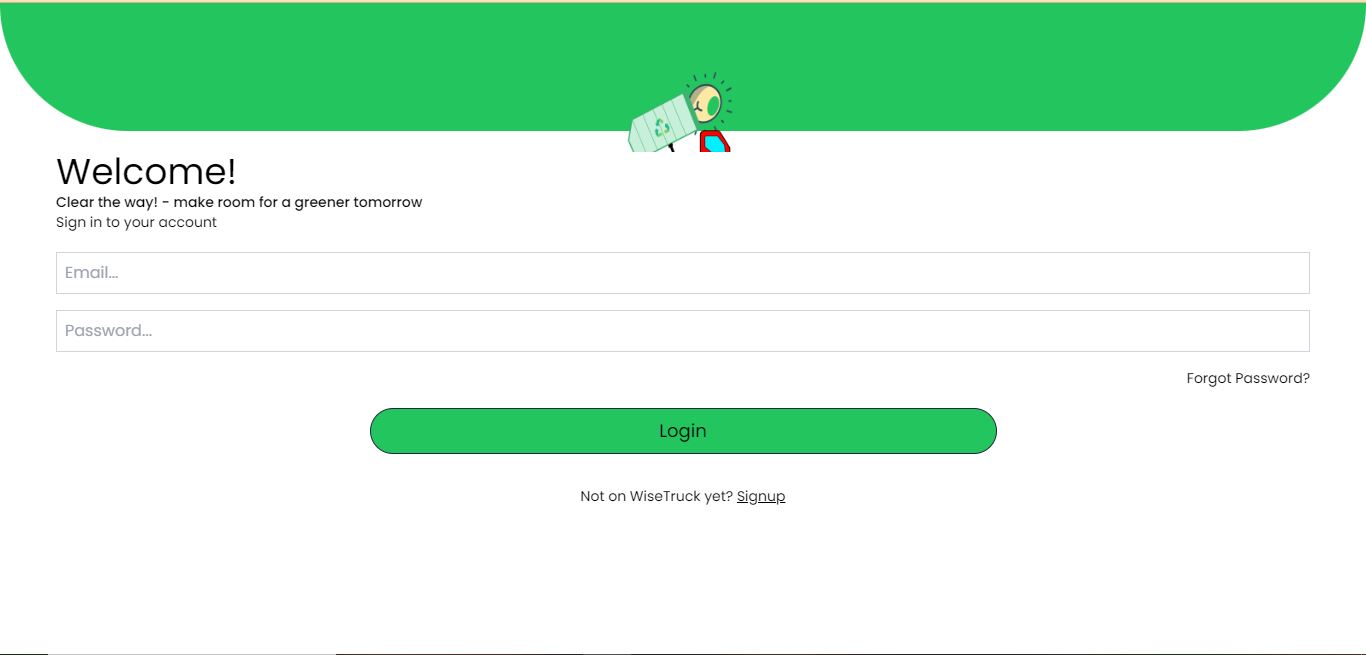 Welcome!
Clear the way! - make room for a greener tomorrow
Sign in to your account
Email...
Password...
Forgot Password?
Login
Not on WiseTruck yet? Signup